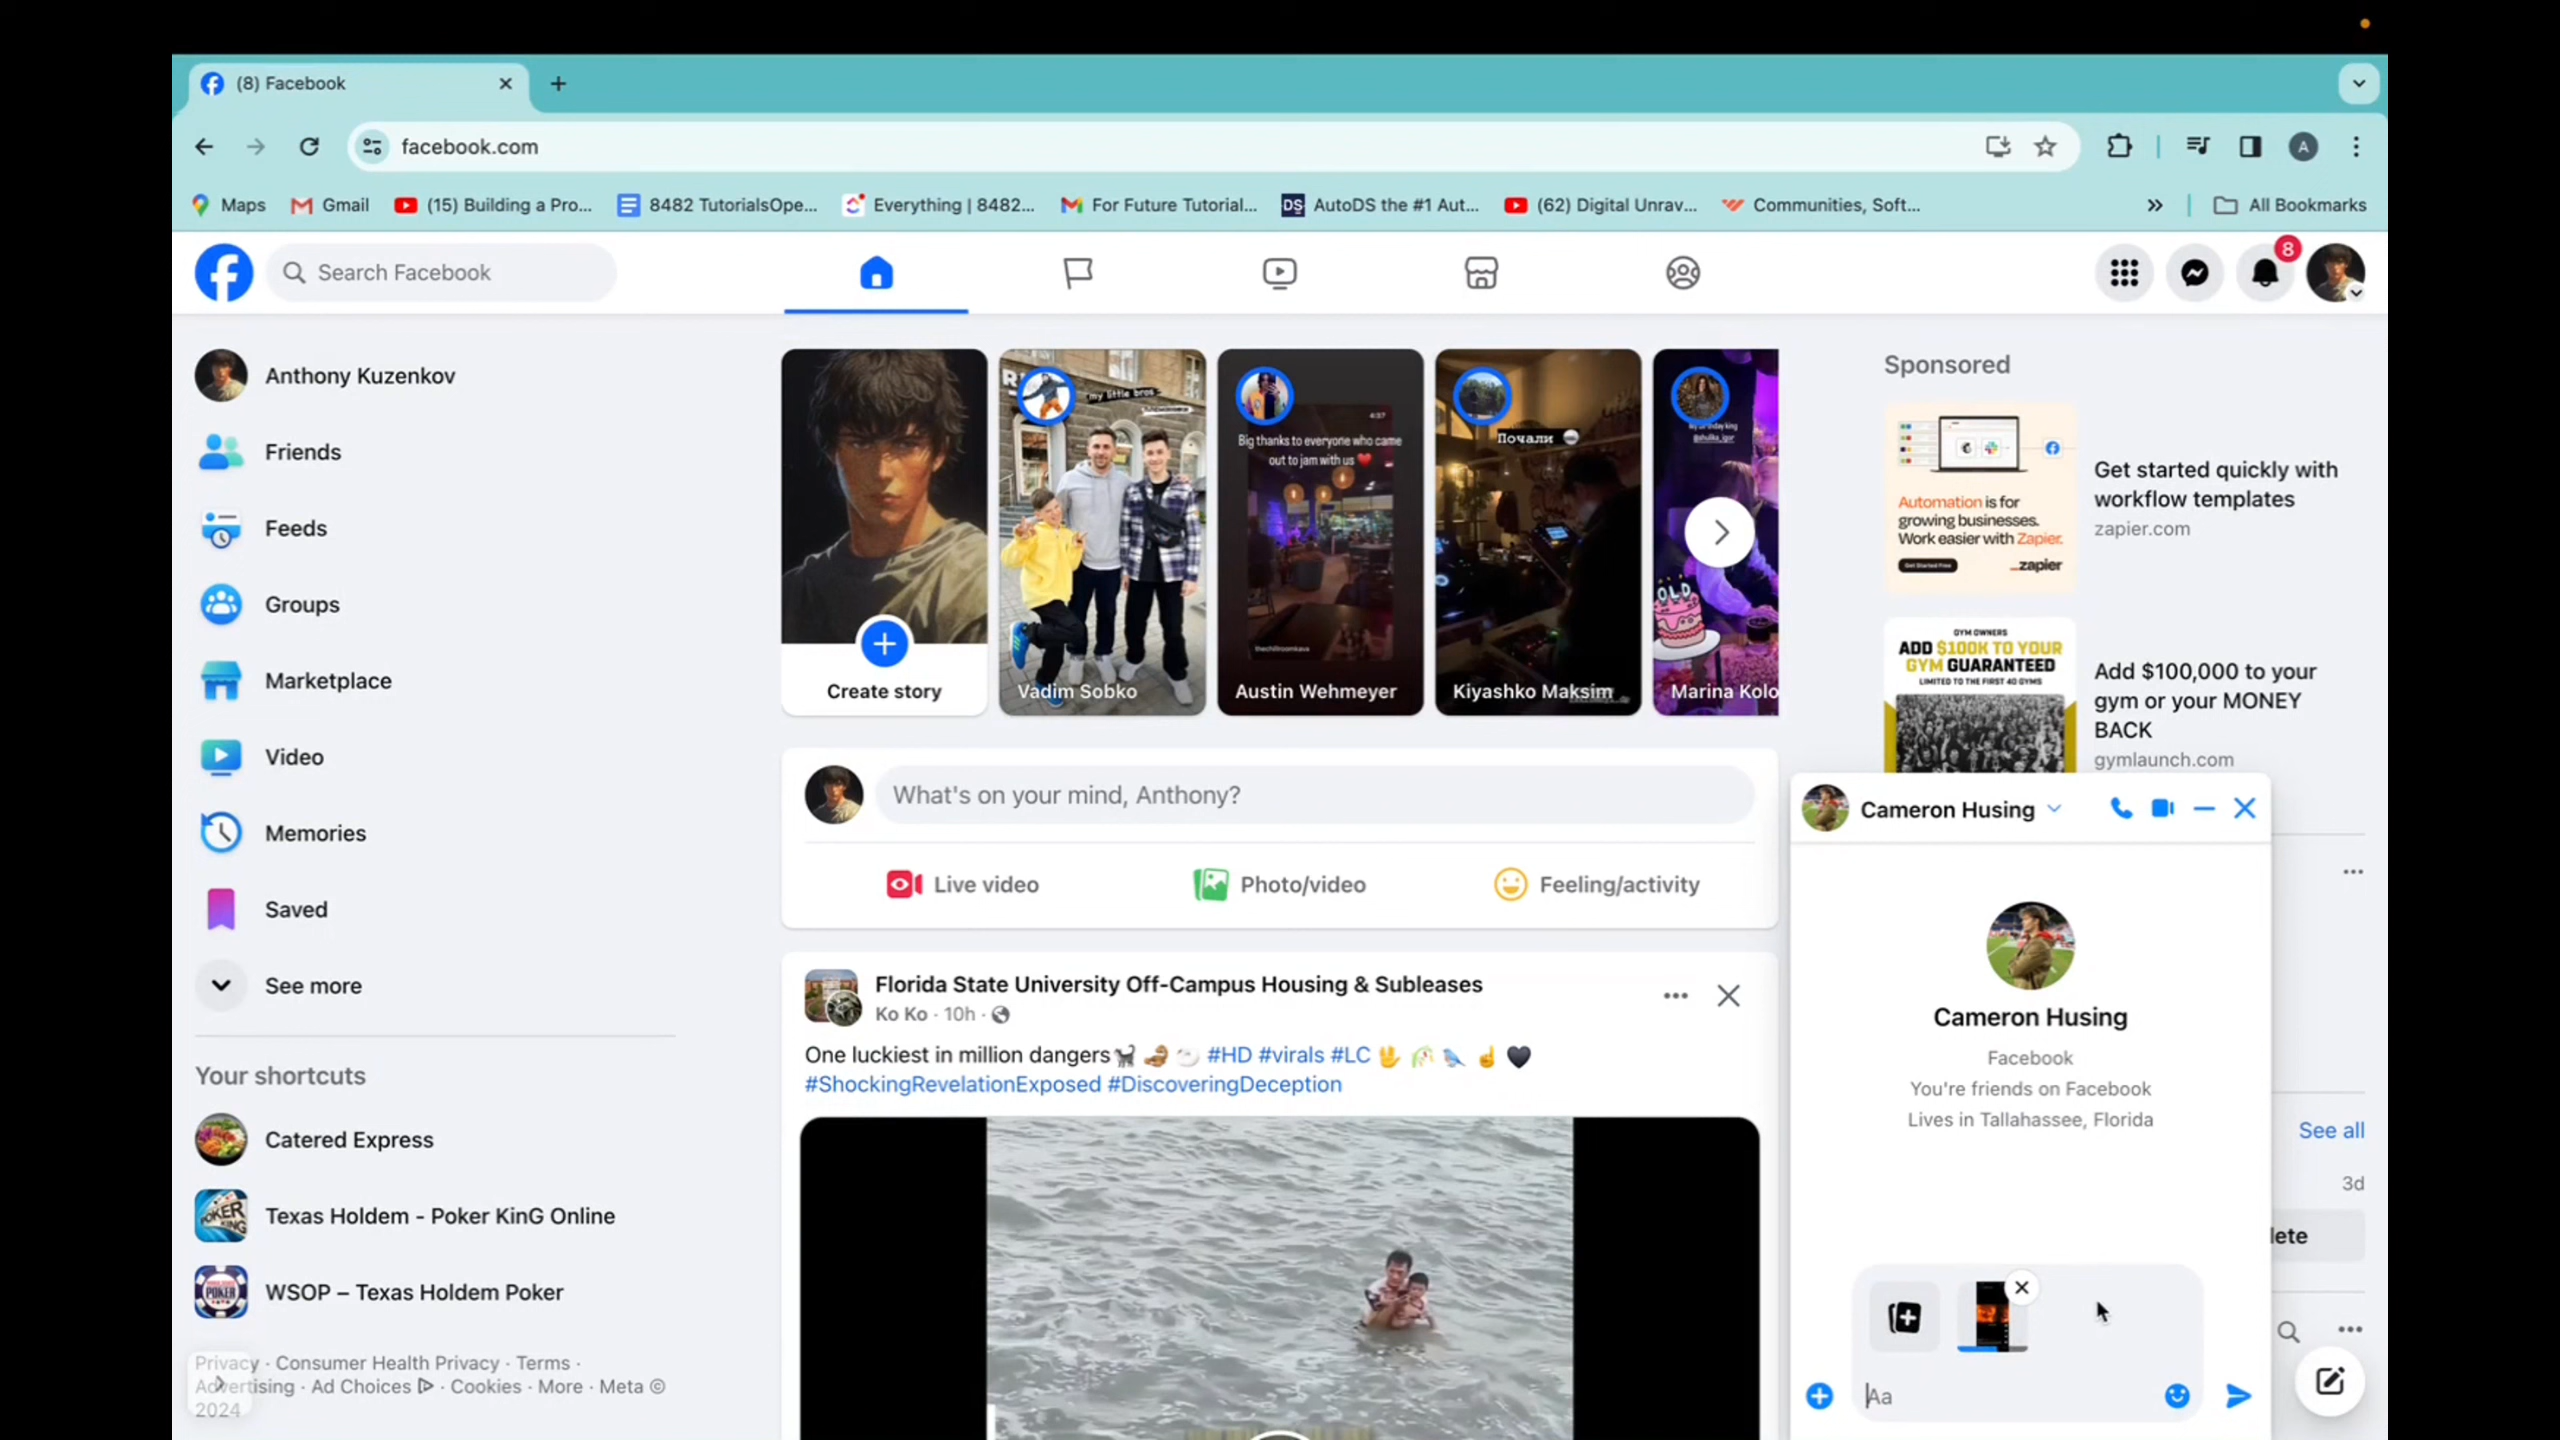 (8) Facebook
facebook.com
Maps
Gmail
(15) Building a Pro...
8482 TutorialsOpe...
Everything | 8482...
For Future Tutorial...
DS
AutoDS the #1 Aut...
(62) Digital Unrav...
Communities, Soft...
»
All Bookmarks
A
Search Facebook
8
Anthony Kuzenkov
Friends
Feeds
Groups
Marketplace
Video
Memories
Saved
See more
Your shortcuts
Catered Express
Texas Holdem - Poker KinG Online
WSOP – Texas Holdem Poker
Privacy · Consumer Health Privacy · Terms ·
Advertising · Ad Choices · Cookies · More · Meta ©
2024
Create story
my little bros
Vadim Sobko
4:37
Big thanks to everyone who came
out to jam with us ❤️
thechillroomkava
Austin Wehmeyer
Почали
Kiyashko Maksim
OLD
Marina Kolo
What's on your mind, Anthony?
Live video
Photo/video
Feeling/activity
Florida State University Off-Campus Housing & Subleases
Ko Ko · 10h ·
One luckiest in million dangers🐈‍⬛ 🦫 🦢 #HD #virals #LC 🖖 🐦 ☝️ 🖤
#ShockingRevelationExposed #DiscoveringDeception
Sponsored
Automation is for
growing businesses.
Work easier with Zapier.
Get Started Free
_zapier
Get started quickly with
workflow templates
zapier.com
GYM OWNERS
ADD $100K TO YOUR
GYM GUARANTEED
LIMITED TO THE FIRST 40 GYMS
Add $100,000 to your
gym or your MONEY
BACK
gymlaunch.com
Cameron Husing
Cameron Husing
Facebook
You're friends on Facebook
Lives in Tallahassee, Florida
Aa
See all
3d
lete